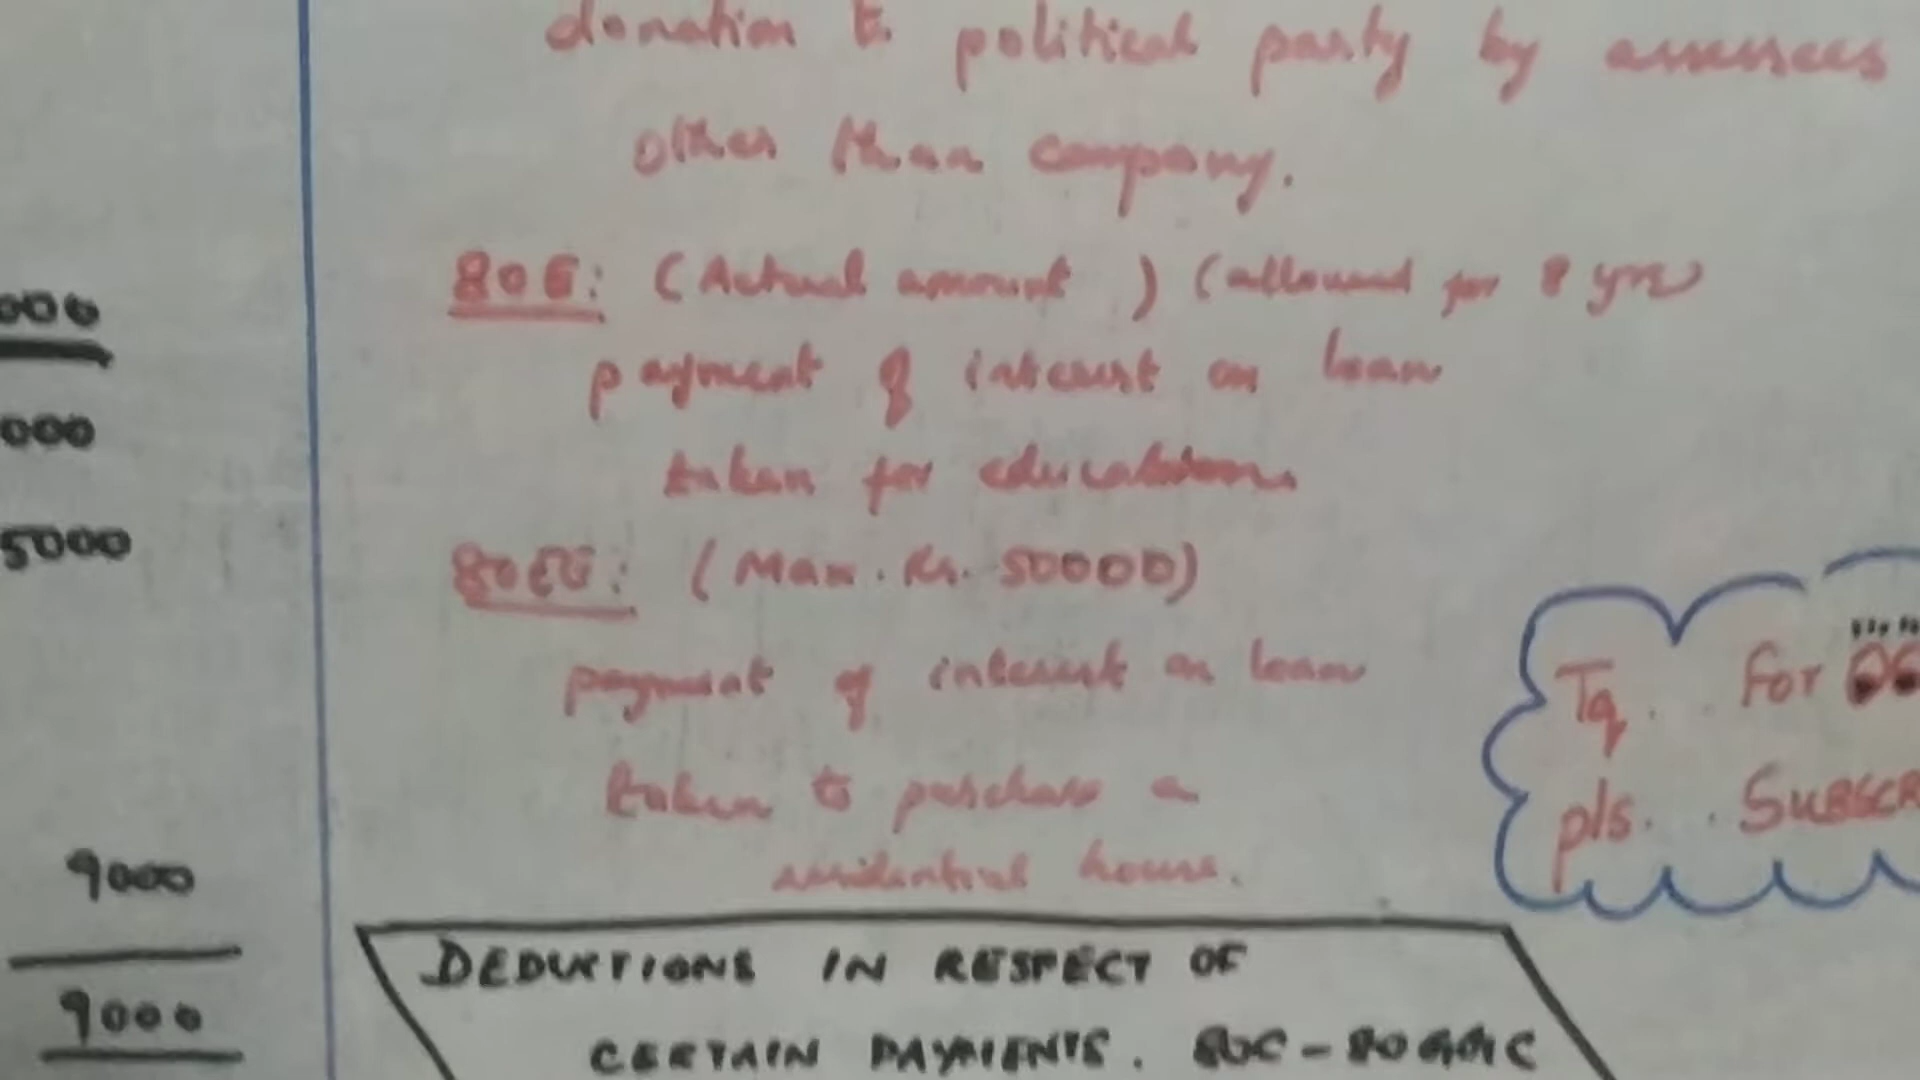 donation to political party by assessees
other than company.
80E: (Actual amount ) (allowed for 8 yrs
payment of interest on loan
taken for education
80EE: (Max. Rs. 50000)
payment of interest on loan
taken to purchase a
residential house.
DEDUCTIONS IN RESPECT OF
CERTAIN PAYMENTS. 80C - 80GGC
000
000
5000
9000
9000
Tq. For
pls. SUBSCR